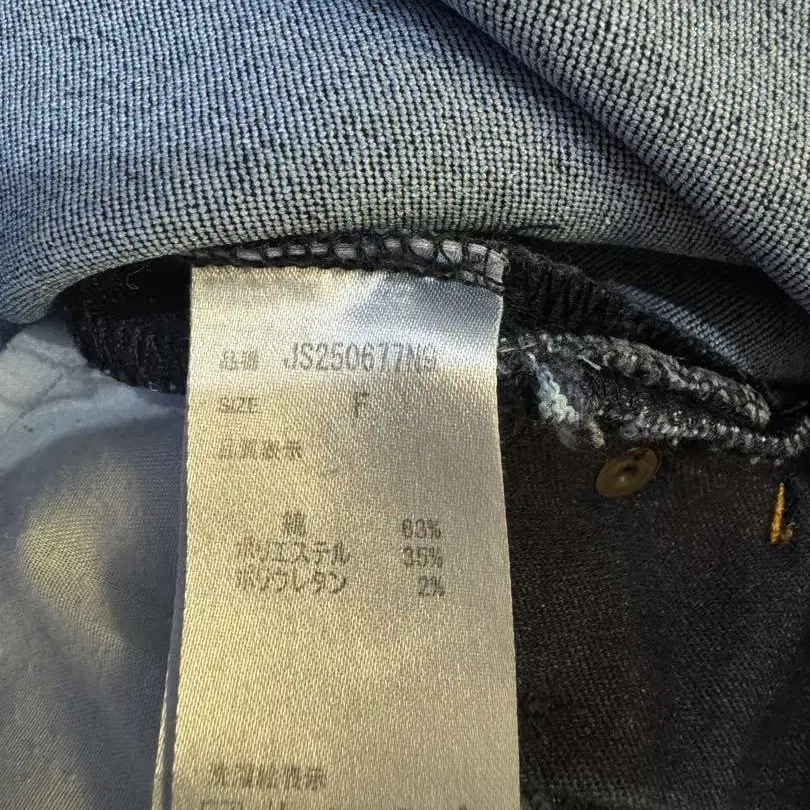 品番 JS250677N9
SIZE F
品質表示
綿 63%
ポリエステル 35%
ポリウレタン 2%
洗濯絵表示